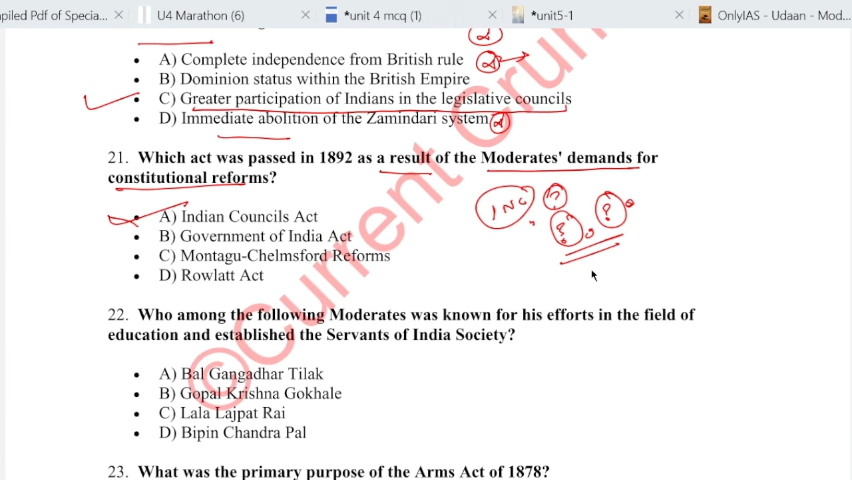 piled Pdf of Specia... × U4 Marathon (6) × *unit 4 mcq (1) × *unit5-1 × OnlyIAS - Udaan - Mod...
• A) Complete independence from British rule
• B) Dominion status within the British Empire
• C) Greater participation of Indians in the legislative councils
• D) Immediate abolition of the Zamindari system
21. Which act was passed in 1892 as a result of the Moderates' demands for
constitutional reforms?
INC ? ? ?
• A) Indian Councils Act
• B) Government of India Act
• C) Montagu-Chelmsford Reforms
• D) Rowlatt Act
22. Who among the following Moderates was known for his efforts in the field of
education and established the Servants of India Society?
• A) Bal Gangadhar Tilak
• B) Gopal Krishna Gokhale
• C) Lala Lajpat Rai
• D) Bipin Chandra Pal
23. What was the primary purpose of the Arms Act of 1878?
©Current Crun